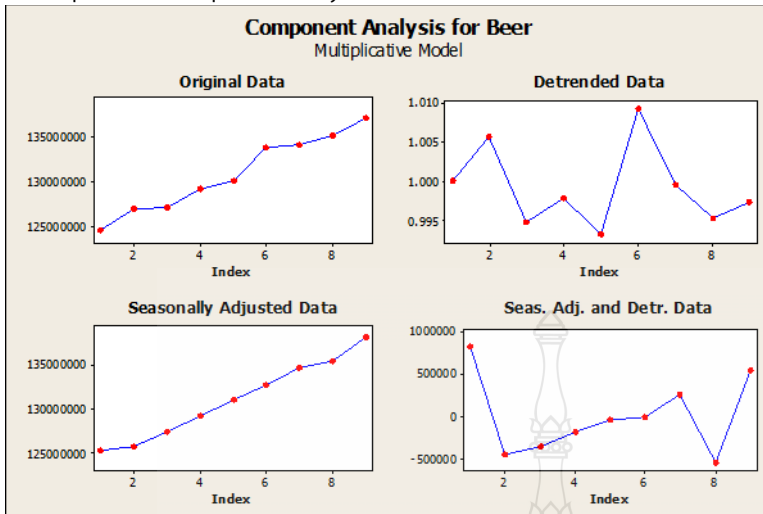 Component Analysis for Beer
Multiplicative Model
Original Data
135000000
130000000
125000000
2 4 6 8
Index
Detrended Data
1.010
1.005
1.000
0.995
2 4 6 8
Index
Seasonally Adjusted Data
135000000
130000000
125000000
2 4 6 8
Index
Seas. Adj. and Detr. Data
1000000
500000
0
-500000
2 4 6 8
Index